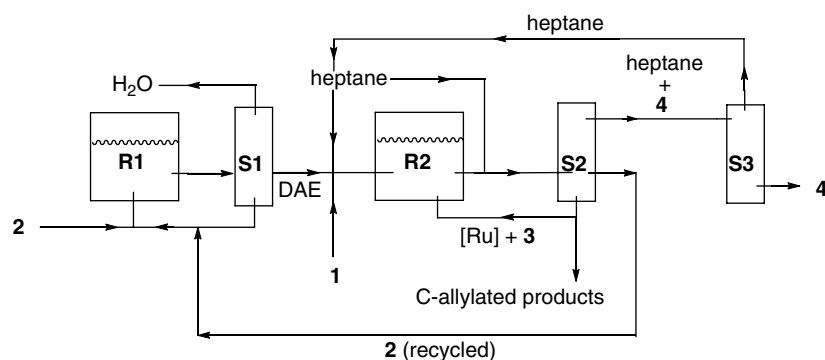 heptane
heptane
+
4
H₂O
heptane
R1
S1
R2
S2
S3
DAE
4
2
[Ru] + 3
1
C-allylated products
2 (recycled)